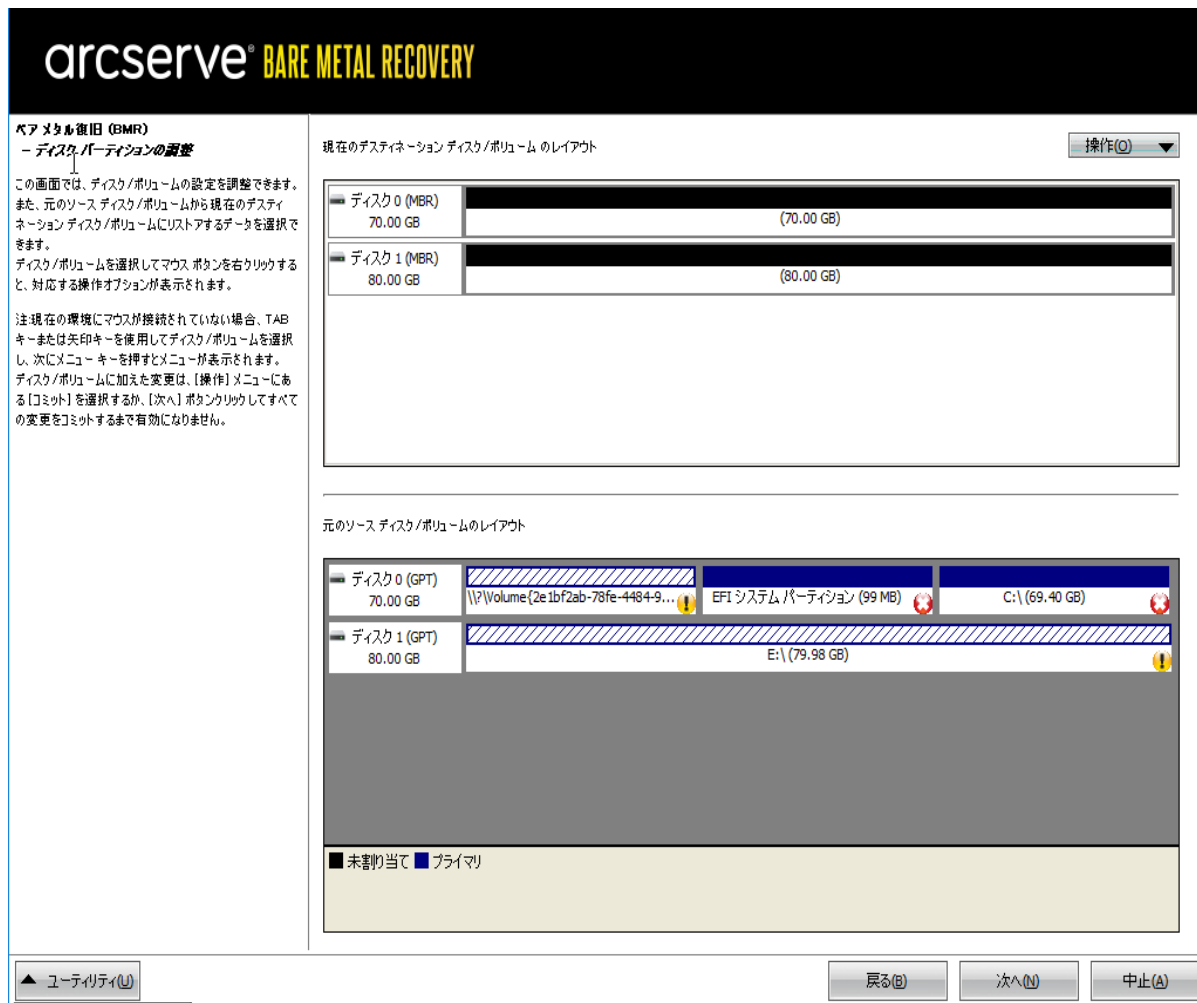 arcserve® BARE METAL RECOVERY
ベア メタル復旧 (BMR)
– ディスク パーティションの調整
この画面では、ディスク/ボリュームの設定を調整できます。
また、元のソース ディスク/ボリュームから現在のデスティ
ネーション ディスク/ボリュームにリストアするデータを選択で
きます。
ディスク/ボリュームを選択してマウス ボタンを右クリックする
と、対応する操作オプションが表示されます。
注:現在の環境にマウスが接続されていない場合、TAB
キーまたは矢印キーを使用してディスク/ボリュームを選択
し、次にメニュー キーを押すとメニューが表示されます。
ディスク/ボリュームに加えた変更は、[操作] メニューにあ
る [コミット] を選択するか、[次へ] ボタンクリックしてすべて
の変更をコミットするまで有効になりません。
現在のデスティネーション ディスク/ボリューム のレイアウト
操作(O)
ディスク 0 (MBR)
70.00 GB
(70.00 GB)
ディスク 1 (MBR)
80.00 GB
(80.00 GB)
元のソース ディスク/ボリュームのレイアウト
ディスク 0 (GPT)
70.00 GB
\\?\Volume{2e1bf2ab-78fe-4484-9...
EFI システム パーティション (99 MB)
C:\ (69.40 GB)
ディスク 1 (GPT)
80.00 GB
E:\ (79.98 GB)
未割り当て プライマリ
ユーティリティ(U)
戻る(B)
次へ(N)
中止(A)